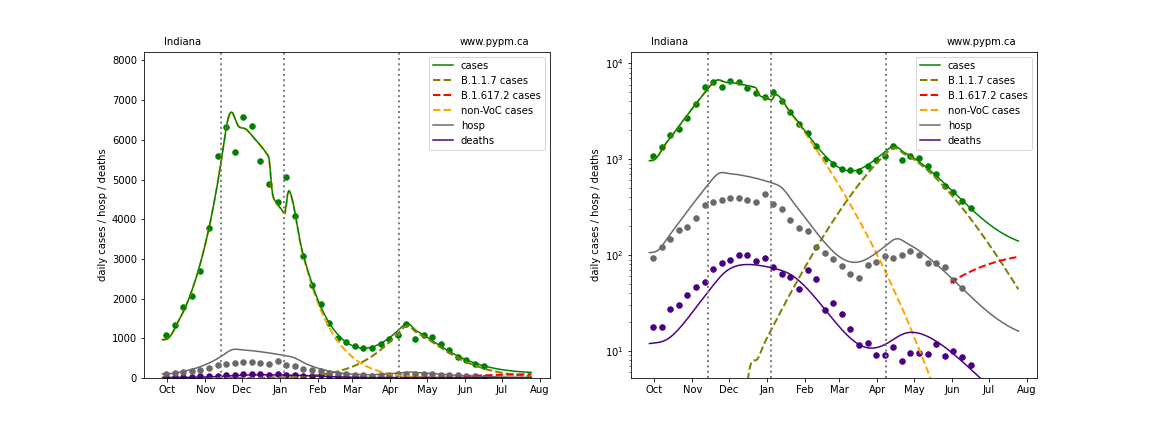 Indiana www.pypm.ca
8000
7000
6000
5000
4000
3000
2000
1000
0
daily cases / hosp / deaths
cases
B.1.1.7 cases
B.1.617.2 cases
non-VoC cases
hosp
deaths
Oct Nov Dec Jan Feb Mar Apr May Jun Jul Aug
Indiana www.pypm.ca
10⁴
10³
10²
10¹
daily cases / hosp / deaths
cases
B.1.1.7 cases
B.1.617.2 cases
non-VoC cases
hosp
deaths
Oct Nov Dec Jan Feb Mar Apr May Jun Jul Aug